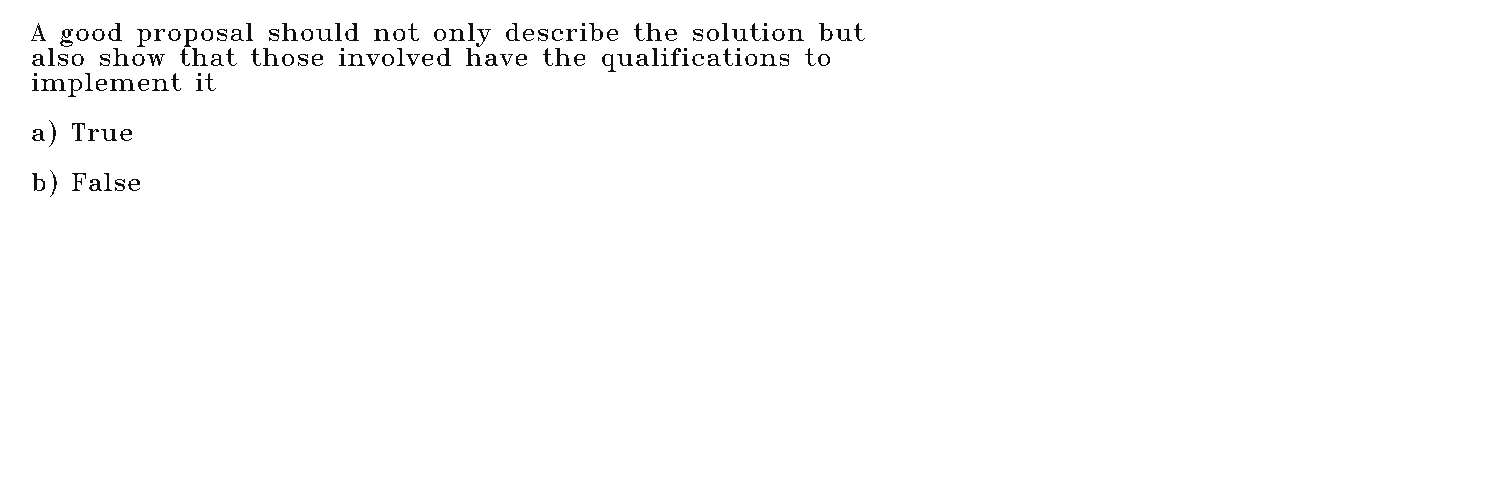 A good proposal should not only describe the solution but
also show that those involved have the qualifications to
implement it
a) True
b) False